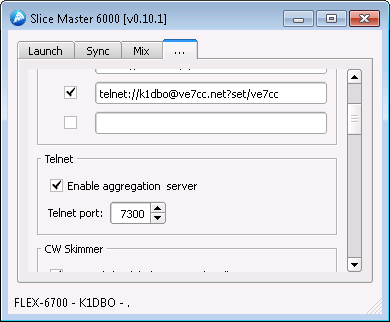 Slice Master 6000 [v0.10.1]
Launch Sync Mix ...
telnet://k1dbo@ve7cc.net?set/ve7cc
Telnet
Enable aggregation server
Telnet port: 7300
CW Skimmer
FLEX-6700 - K1DBO - .